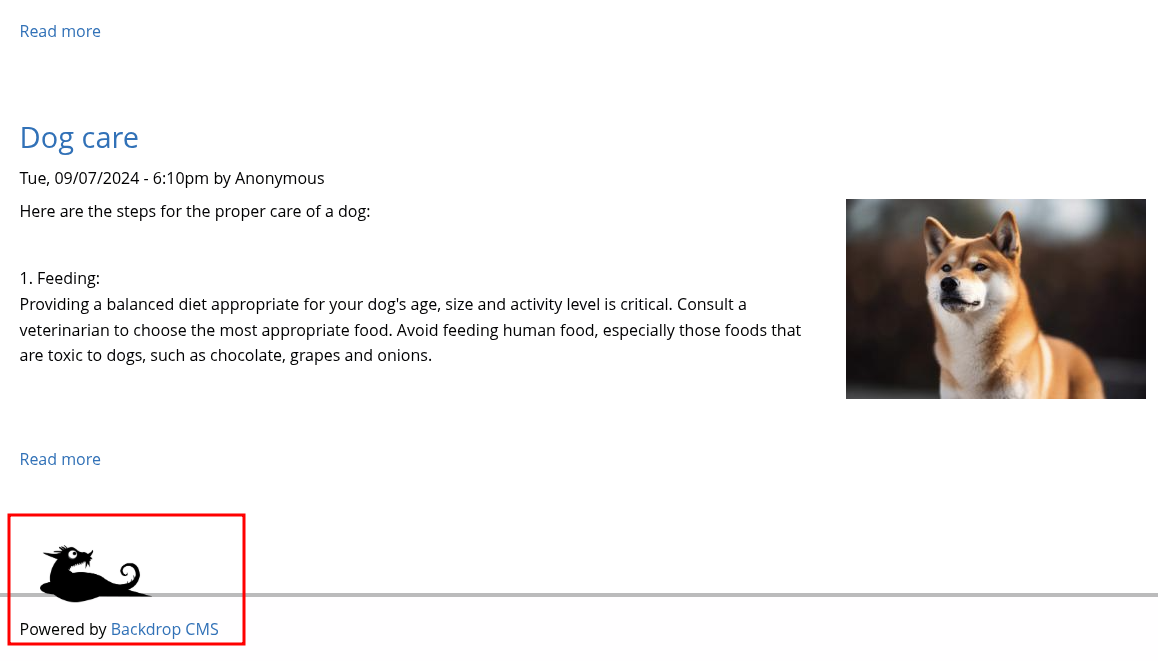 Read more
Dog care
Tue, 09/07/2024 - 6:10pm by Anonymous
Here are the steps for the proper care of a dog:
1. Feeding:
Providing a balanced diet appropriate for your dog's age, size and activity level is critical. Consult a
veterinarian to choose the most appropriate food. Avoid feeding human food, especially those foods that
are toxic to dogs, such as chocolate, grapes and onions.
Read more
Powered by Backdrop CMS